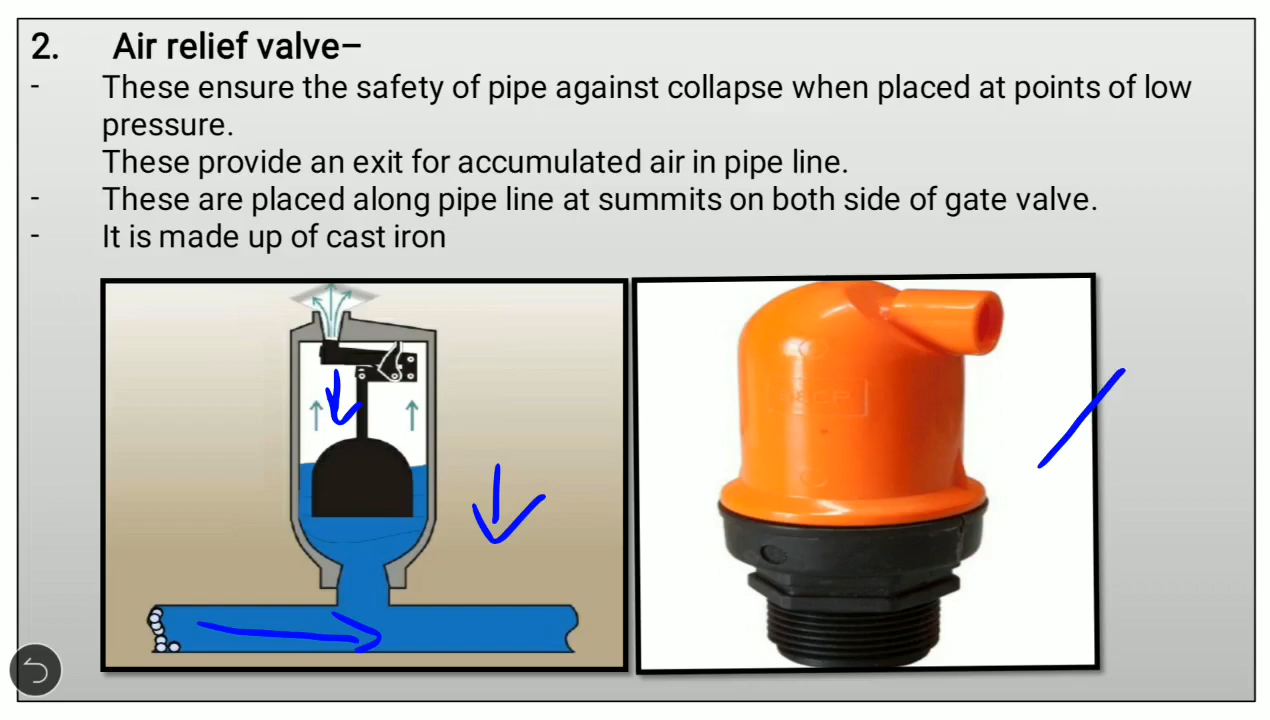 2. Air relief valve–
- These ensure the safety of pipe against collapse when placed at points of low
pressure.
These provide an exit for accumulated air in pipe line.
- These are placed along pipe line at summits on both side of gate valve.
- It is made up of cast iron